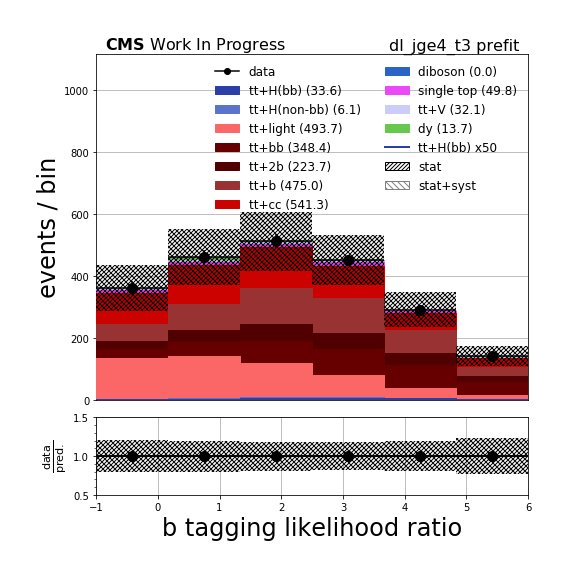 CMS Work In Progress
dl_jge4_t3 prefit
data
tt+H(bb) (33.6)
tt+H(non-bb) (6.1)
tt+light (493.7)
tt+bb (348.4)
tt+2b (223.7)
tt+b (475.0)
tt+cc (541.3)
diboson (0.0)
single top (49.8)
tt+V (32.1)
dy (13.7)
tt+H(bb) x50
stat
stat+syst
events / bin
1000
800
600
400
200
0
data
pred.
1.5
1.0
0.5
−1 0 1 2 3 4 5 6
b tagging likelihood ratio